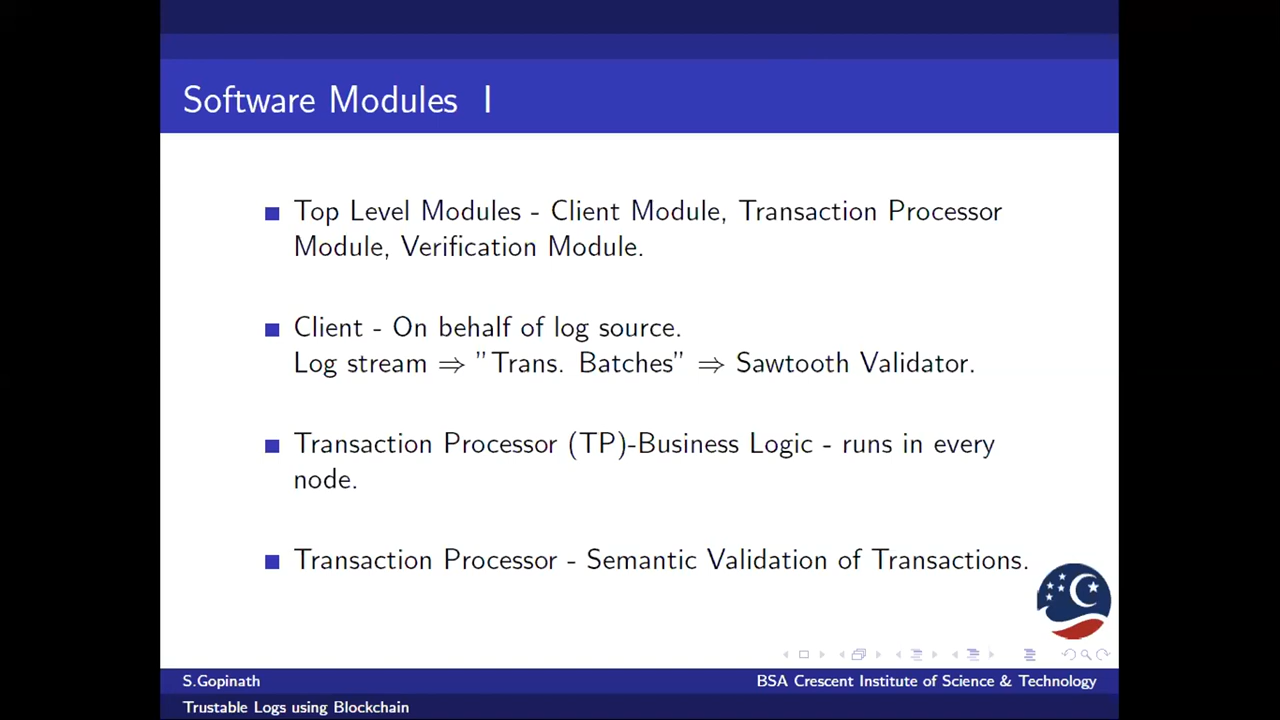 Software Modules I
Top Level Modules - Client Module, Transaction Processor
Module, Verification Module.
Client - On behalf of log source.
Log stream ⇒ ”Trans. Batches” ⇒ Sawtooth Validator.
Transaction Processor (TP)-Business Logic - runs in every
node.
Transaction Processor - Semantic Validation of Transactions.
S.Gopinath
BSA Crescent Institute of Science & Technology
Trustable Logs using Blockchain